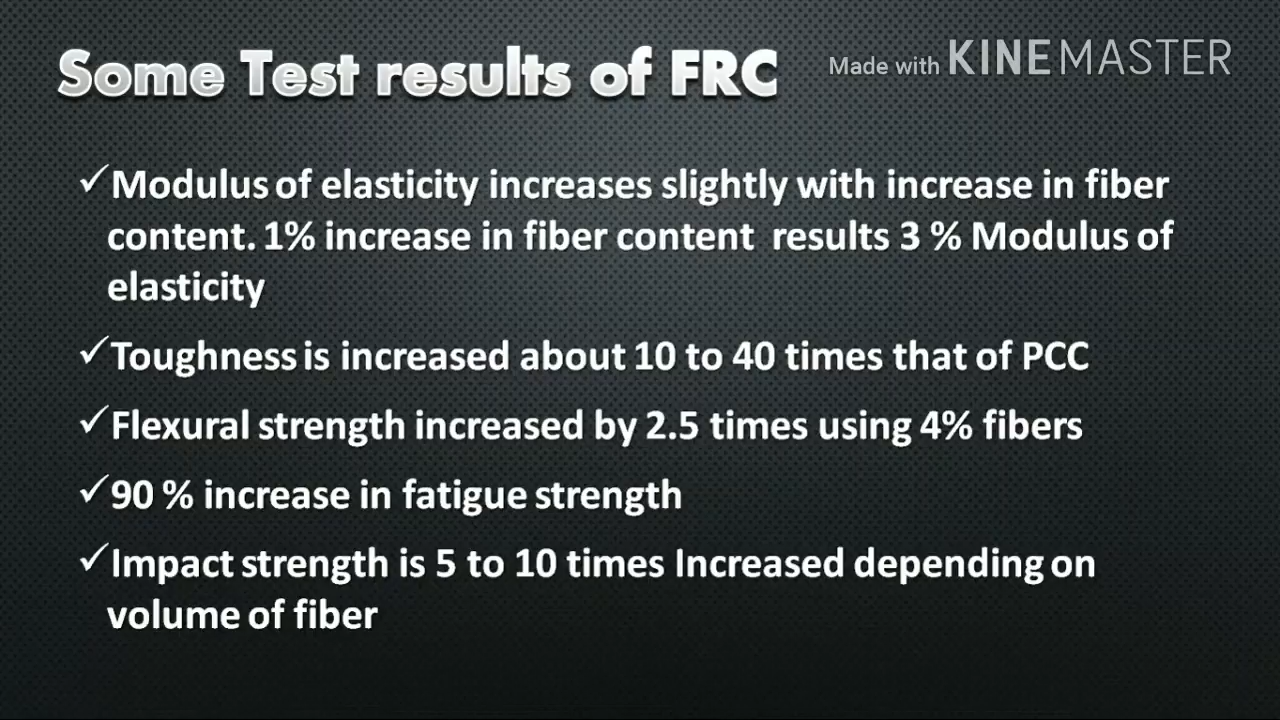 Some Test results of FRC
Made with KINEMASTER
✓Modulus of elasticity increases slightly with increase in fiber
content. 1% increase in fiber content results 3 % Modulus of
elasticity
✓Toughness is increased about 10 to 40 times that of PCC
✓Flexural strength increased by 2.5 times using 4% fibers
✓90 % increase in fatigue strength
✓Impact strength is 5 to 10 times Increased depending on
volume of fiber